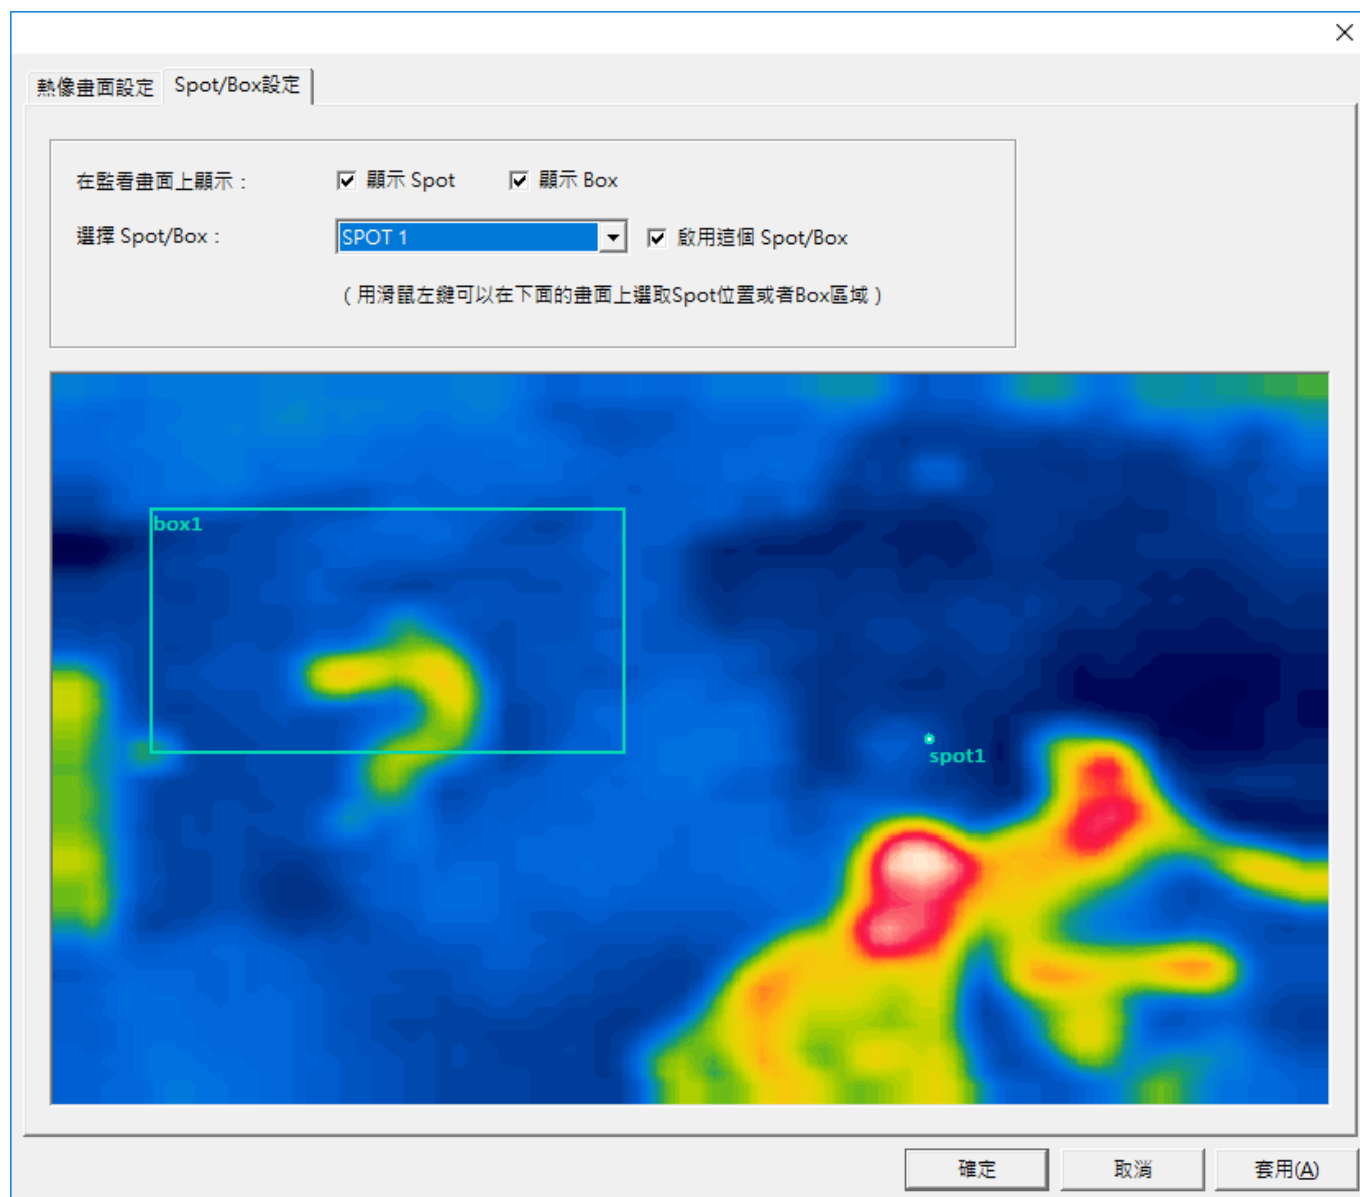 熱像畫面設定 Spot/Box設定
在監看畫面上顯示： 顯示 Spot 顯示 Box
選擇 Spot/Box： SPOT 1 啟用這個 Spot/Box
（用滑鼠左鍵可以在下面的畫面上選取Spot位置或者Box區域）
box1
spot1
確定 取消 套用(A)